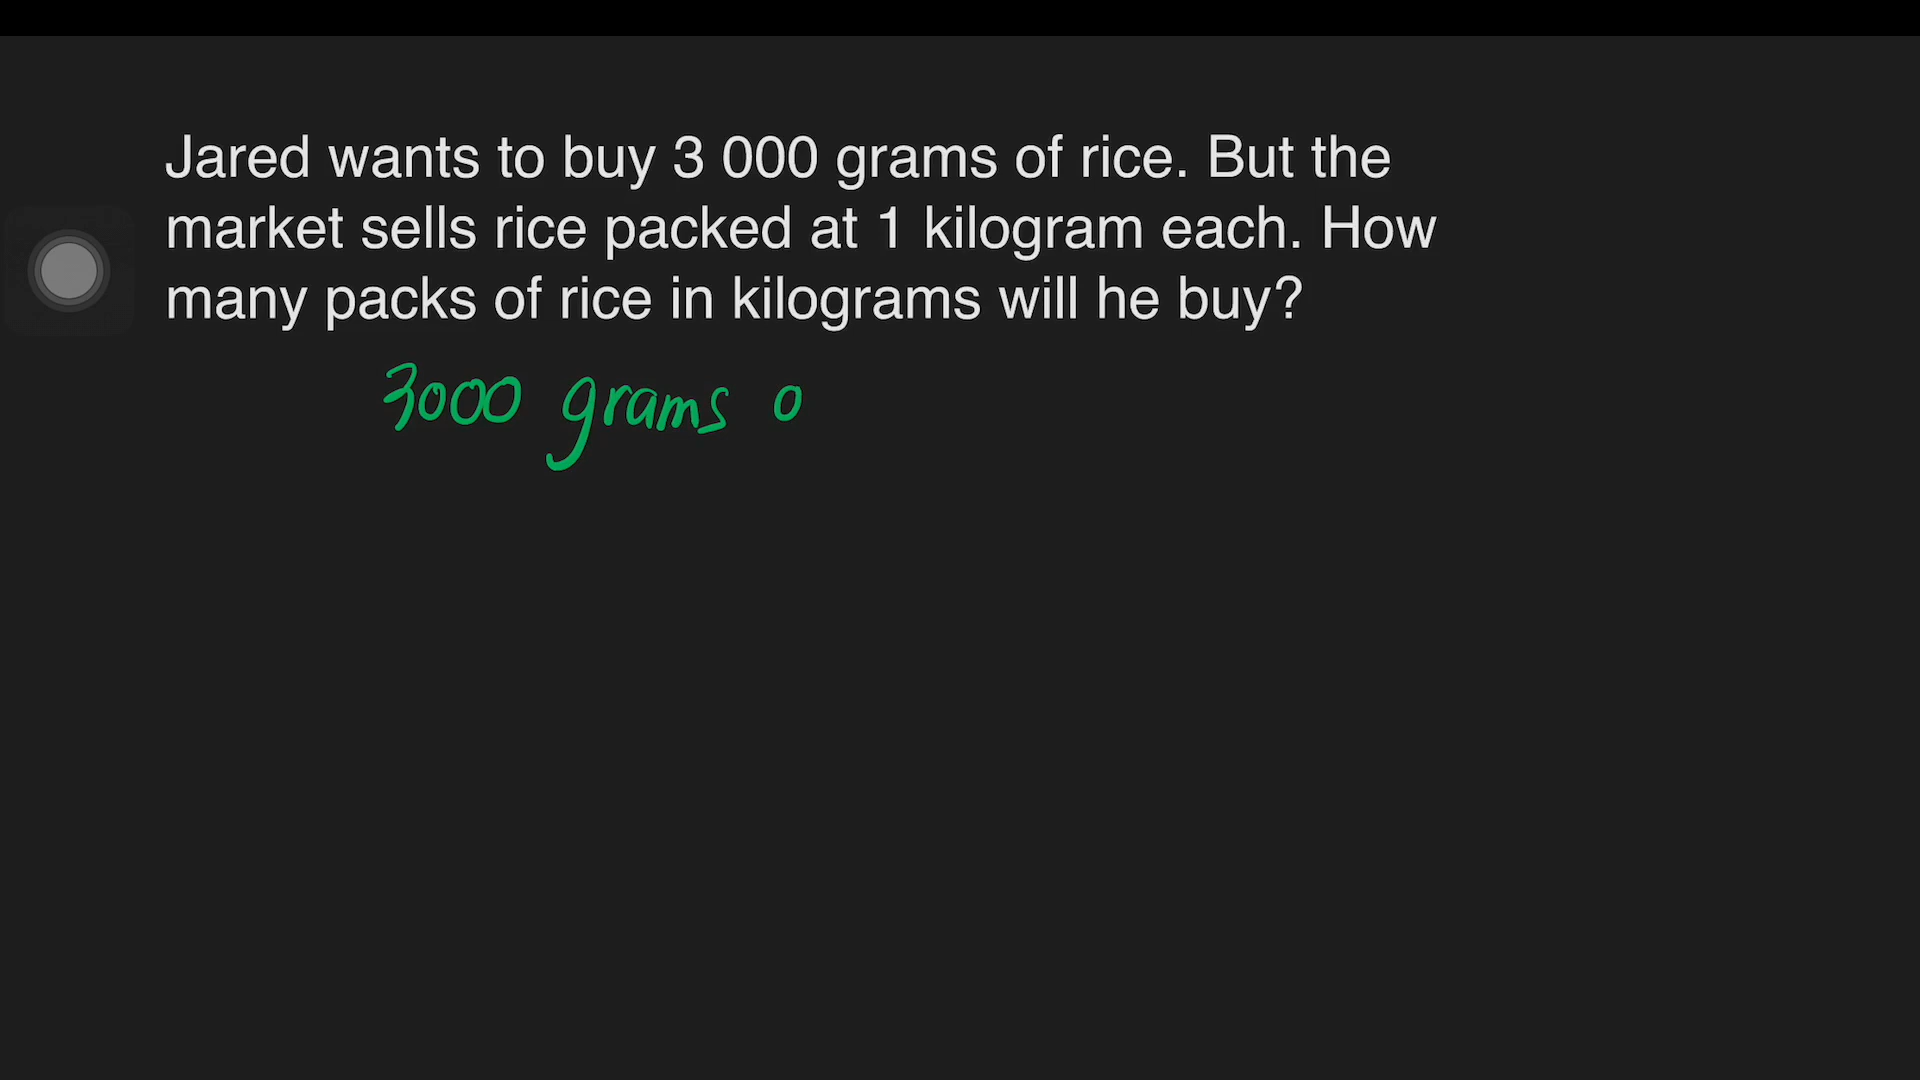 Jared wants to buy 3 000 grams of rice. But the
market sells rice packed at 1 kilogram each. How
many packs of rice in kilograms will he buy?
3000 grams o